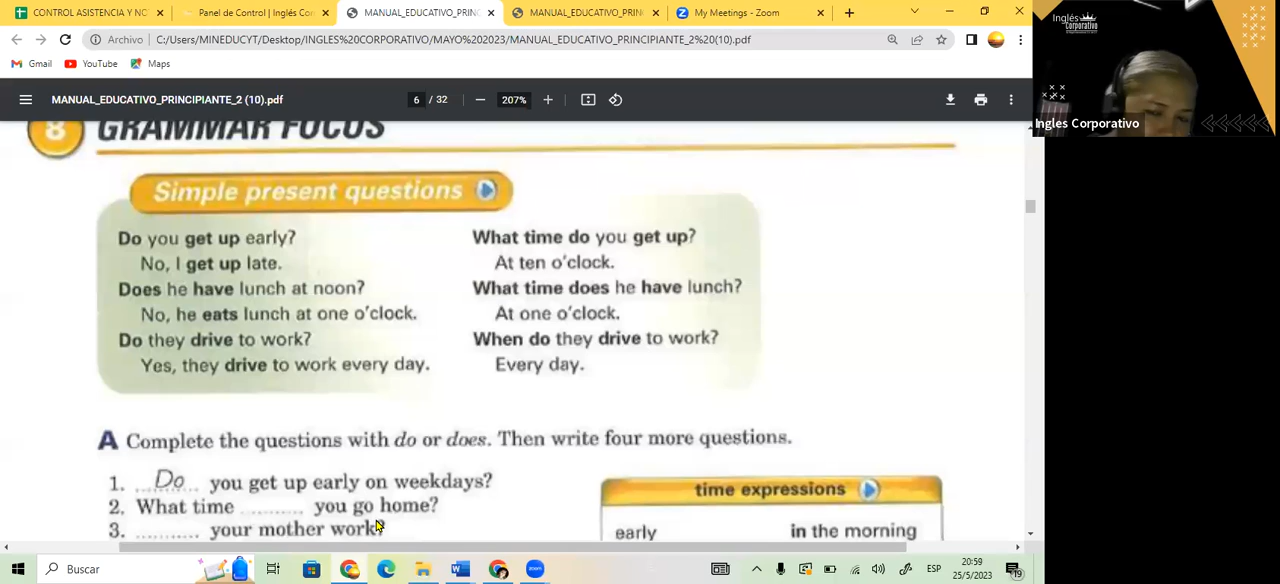 CONTROL ASISTENCIA Y NO
Panel de Control | Inglés Cor
MANUAL_EDUCATIVO_PRIN
MANUAL_EDUCATIVO_PRIN
My Meetings - Zoom
Archivo
C:/Users/MINEDUCYT/Desktop/INGLES%20CORPORATIVO/MAYO%202023/MANUAL_EDUCATIVO_PRINCIPIANTE_2%20(10).pdf
Gmail
YouTube
Maps
MANUAL_EDUCATIVO_PRINCIPIANTE_2 (10).pdf
6 / 32
207%
Inglés
Corporativo
Ingles Corporativo
8 GRAMMAR FOCUS
Simple present questions
Do you get up early?
No, I get up late.
Does he have lunch at noon?
No, he eats lunch at one o'clock.
Do they drive to work?
Yes, they drive to work every day.
What time do you get up?
At ten o'clock.
What time does he have lunch?
At one o'clock.
When do they drive to work?
Every day.
A Complete the questions with do or does. Then write four more questions.
1. Do you get up early on weekdays?
2. What time .......... you go home?
3. .......... your mother work?
time expressions
early
in the morning
Buscar
ESP
20:59
25/5/2023
19